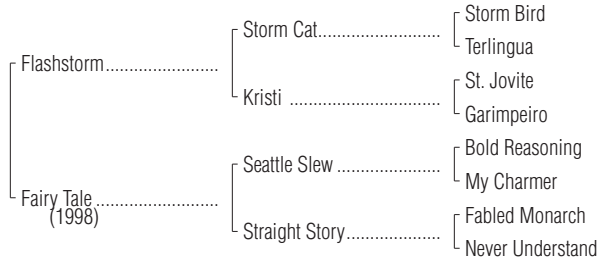 Storm Bird
Storm Cat..............................
Terlingua
Flashstorm............................
St. Jovite
Kristi ......................................
Garimpeiro
Bold Reasoning
Seattle Slew ..........................
My Charmer
Fairy Tale ..............................
(1998)
Fabled Monarch
Straight Story.......................
Never Understand